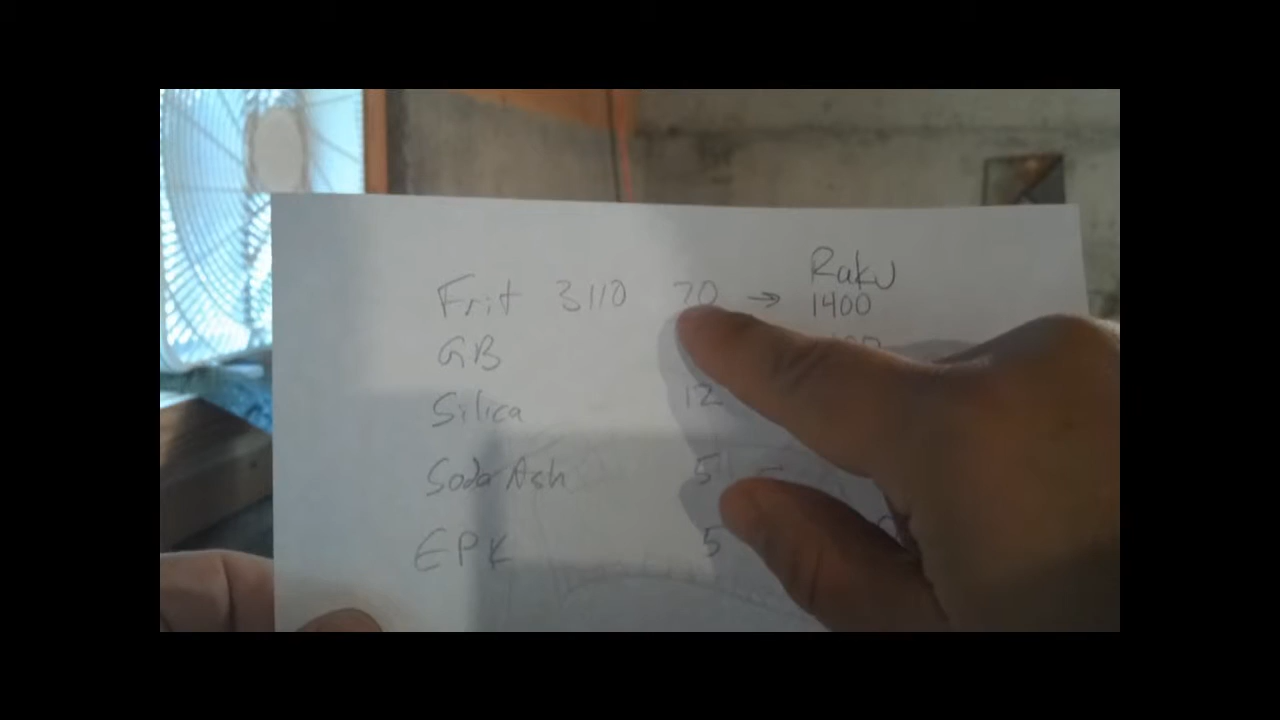 Raku
Frit 3110 70 → 1400
GB
Silica 12
Soda Ash 5 -
EPK 5